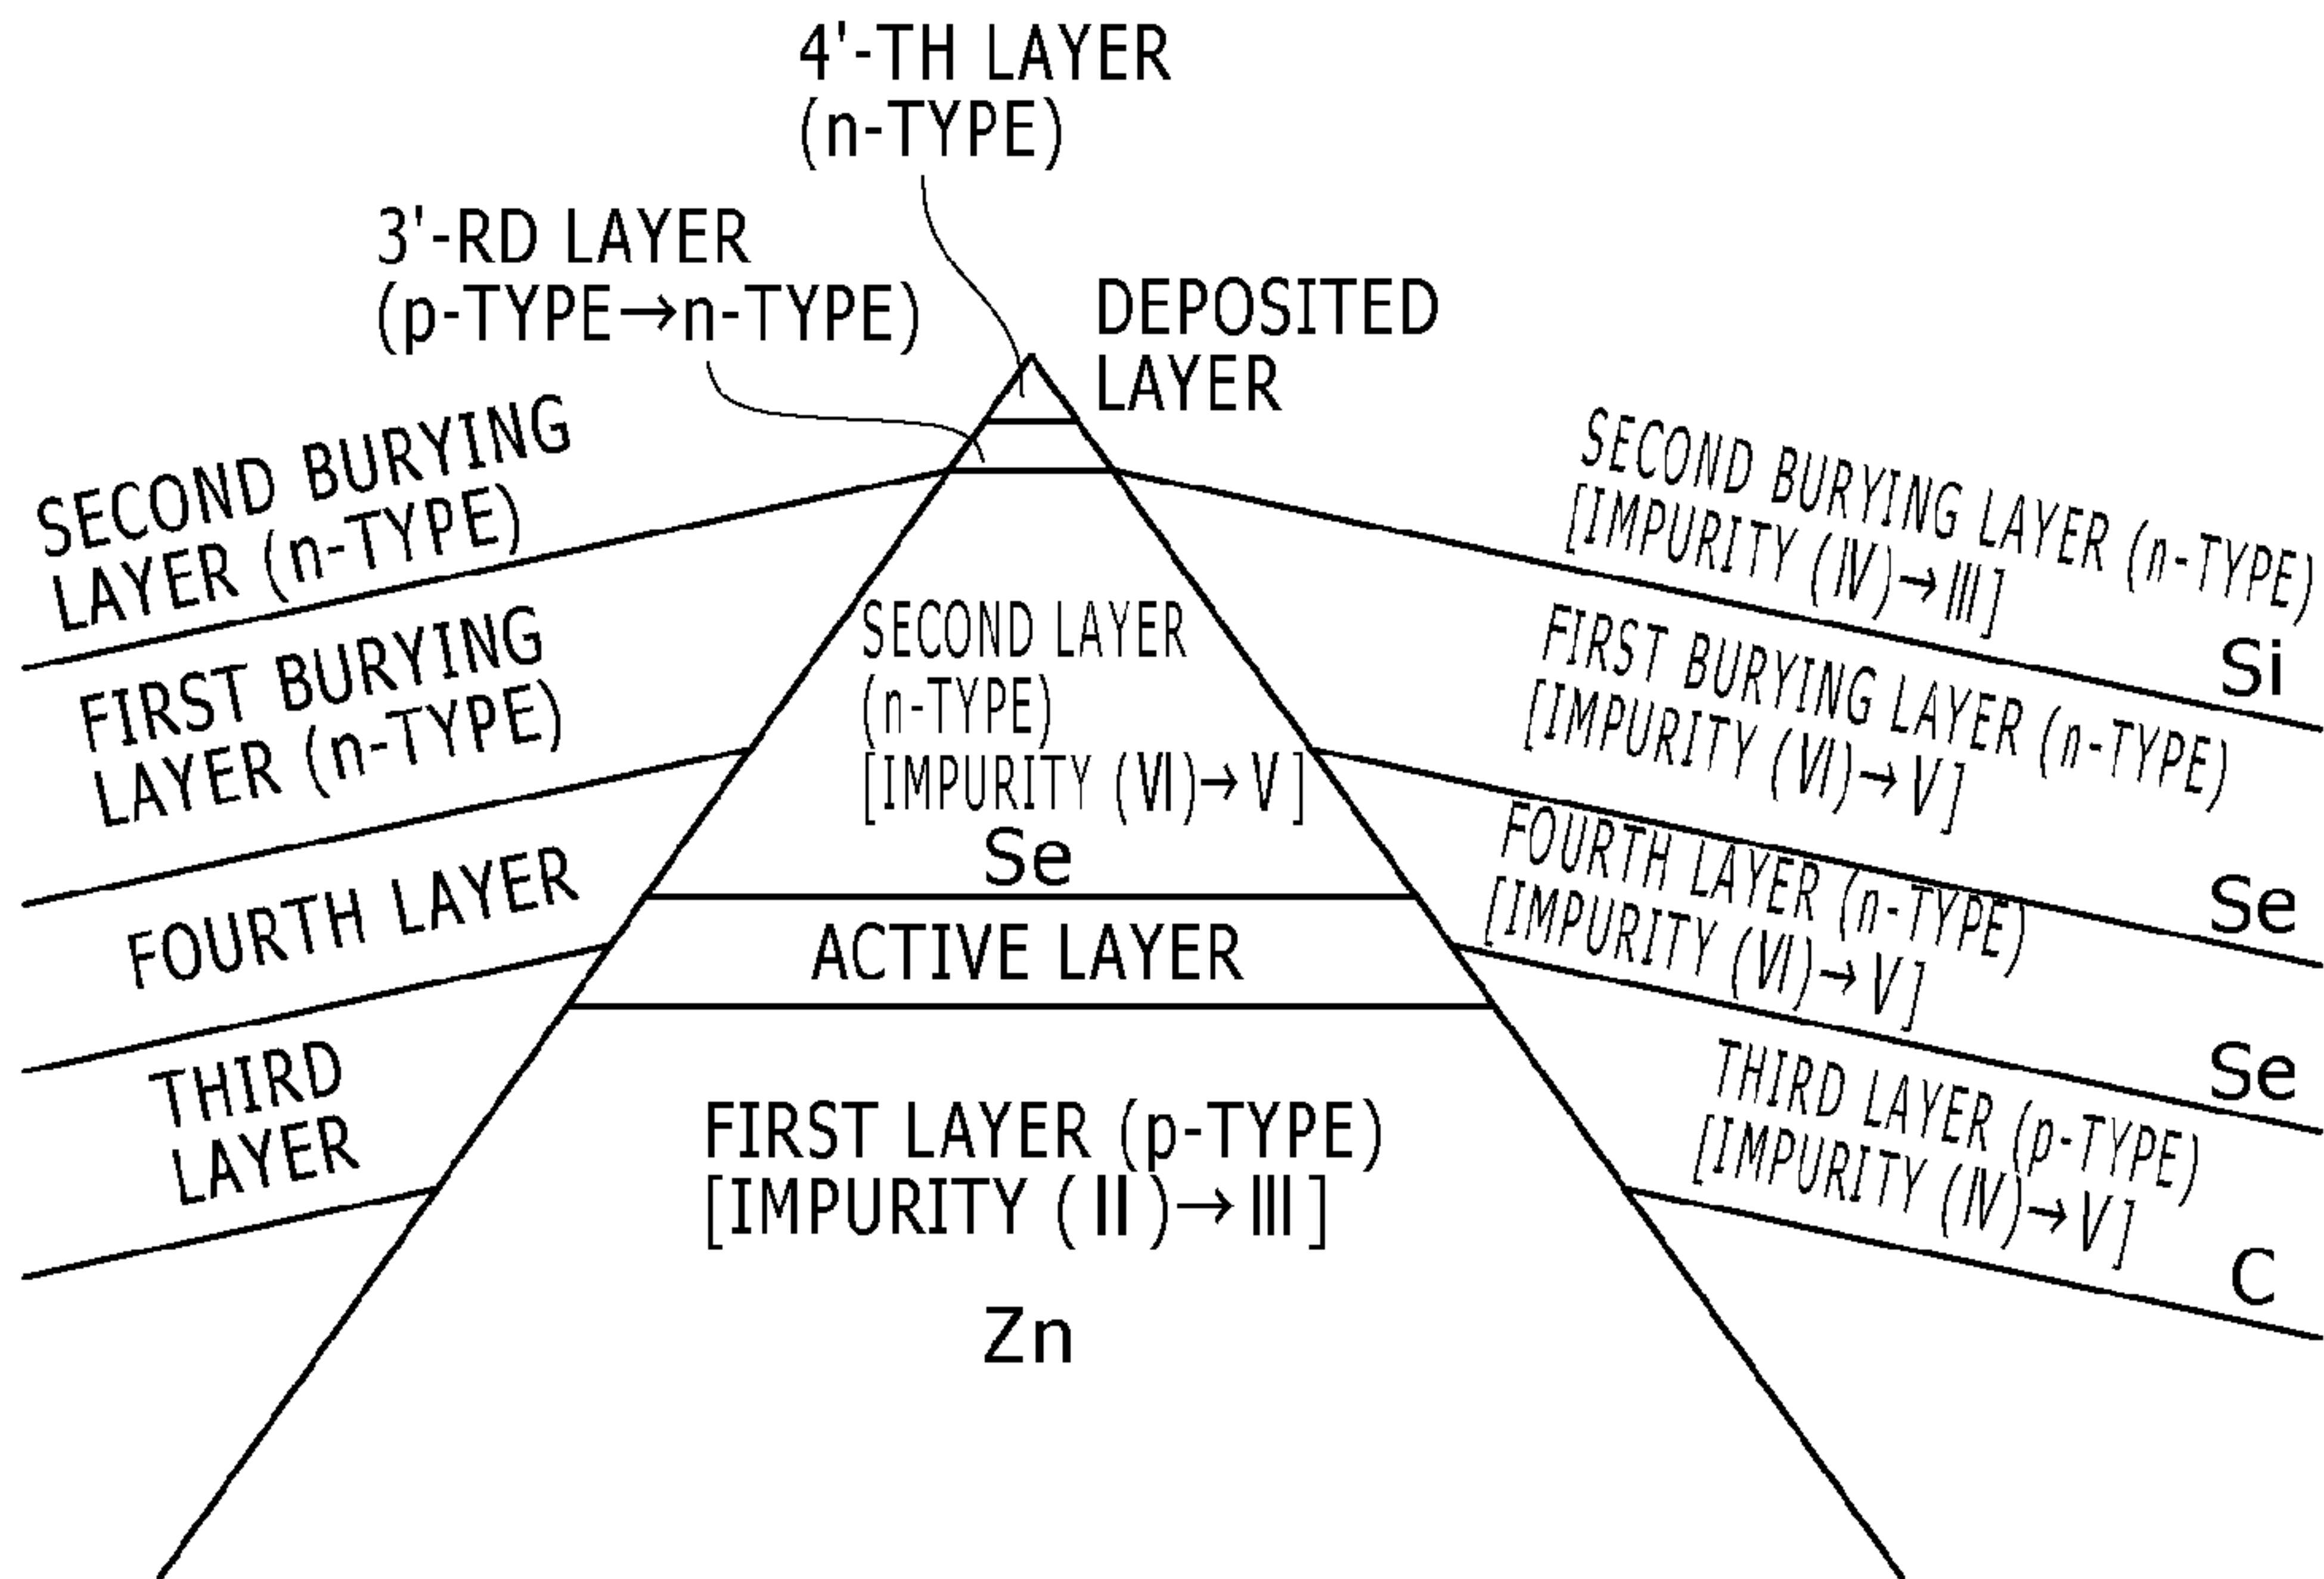 4'-TH LAYER
(n-TYPE)
3'-RD LAYER
(p-TYPE→n-TYPE)
DEPOSITED
LAYER
SECOND BURYING
LAYER (n-TYPE)
FIRST BURYING
LAYER (n-TYPE)
FOURTH LAYER
THIRD
LAYER
SECOND LAYER
(n-TYPE)
[IMPURITY (Ⅵ)→Ⅴ]
Se
ACTIVE LAYER
FIRST LAYER (p-TYPE)
[IMPURITY (Ⅱ)→Ⅲ]
Zn
SECOND BURYING LAYER (n-TYPE)
[IMPURITY (Ⅳ)→Ⅲ]
Si
FIRST BURYING LAYER (n-TYPE)
[IMPURITY (Ⅵ)→Ⅴ]
Se
FOURTH LAYER (n-TYPE)
[IMPURITY (Ⅵ)→Ⅴ]
Se
THIRD LAYER (p-TYPE)
[IMPURITY (Ⅳ)→Ⅴ]
C